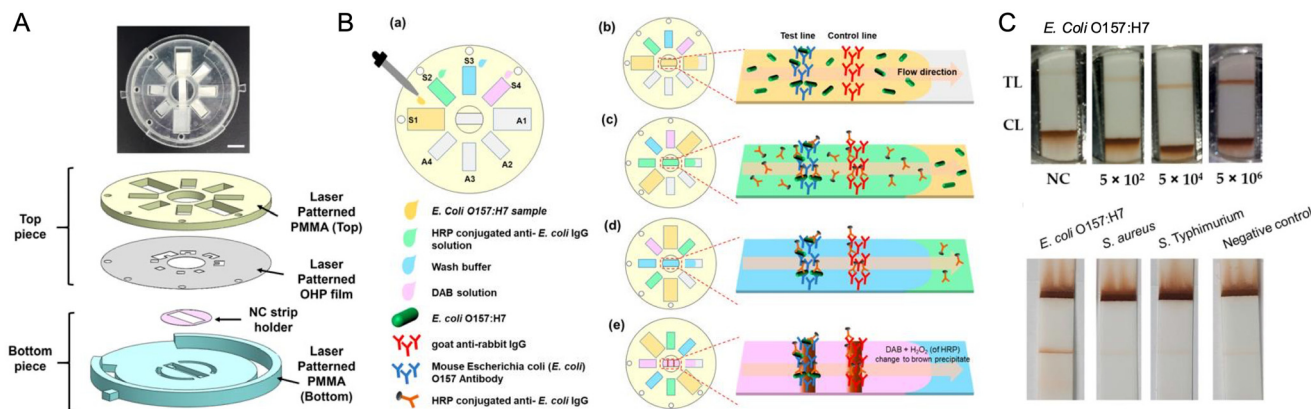 A
Top
piece
Bottom
piece
Laser
Patterned
PMMA (Top)
Laser
Patterned
OHP film
NC strip
holder
Laser
Patterned
PMMA
(Bottom)
B
(a)
S1
S2
S3
S4
A1
A2
A3
A4
E. Coli O157:H7 sample
HRP conjugated anti- E. coli IgG
solution
Wash buffer
DAB solution
E. coli O157:H7
goat anti-rabbit IgG
Mouse Escherichia coli (E. coli)
O157 Antibody
HRP conjugated anti- E. coli IgG
(b)
Test line
Control line
Flow direction
(c)
(d)
(e)
DAB + H₂O₂ (of HRP)
change to brown precipitate
C
E. Coli O157:H7
TL
CL
NC
5 × 10²
5 × 10⁴
5 × 10⁶
E. coli O157:H7
S. aureus
S. Typhimurium
Negative control